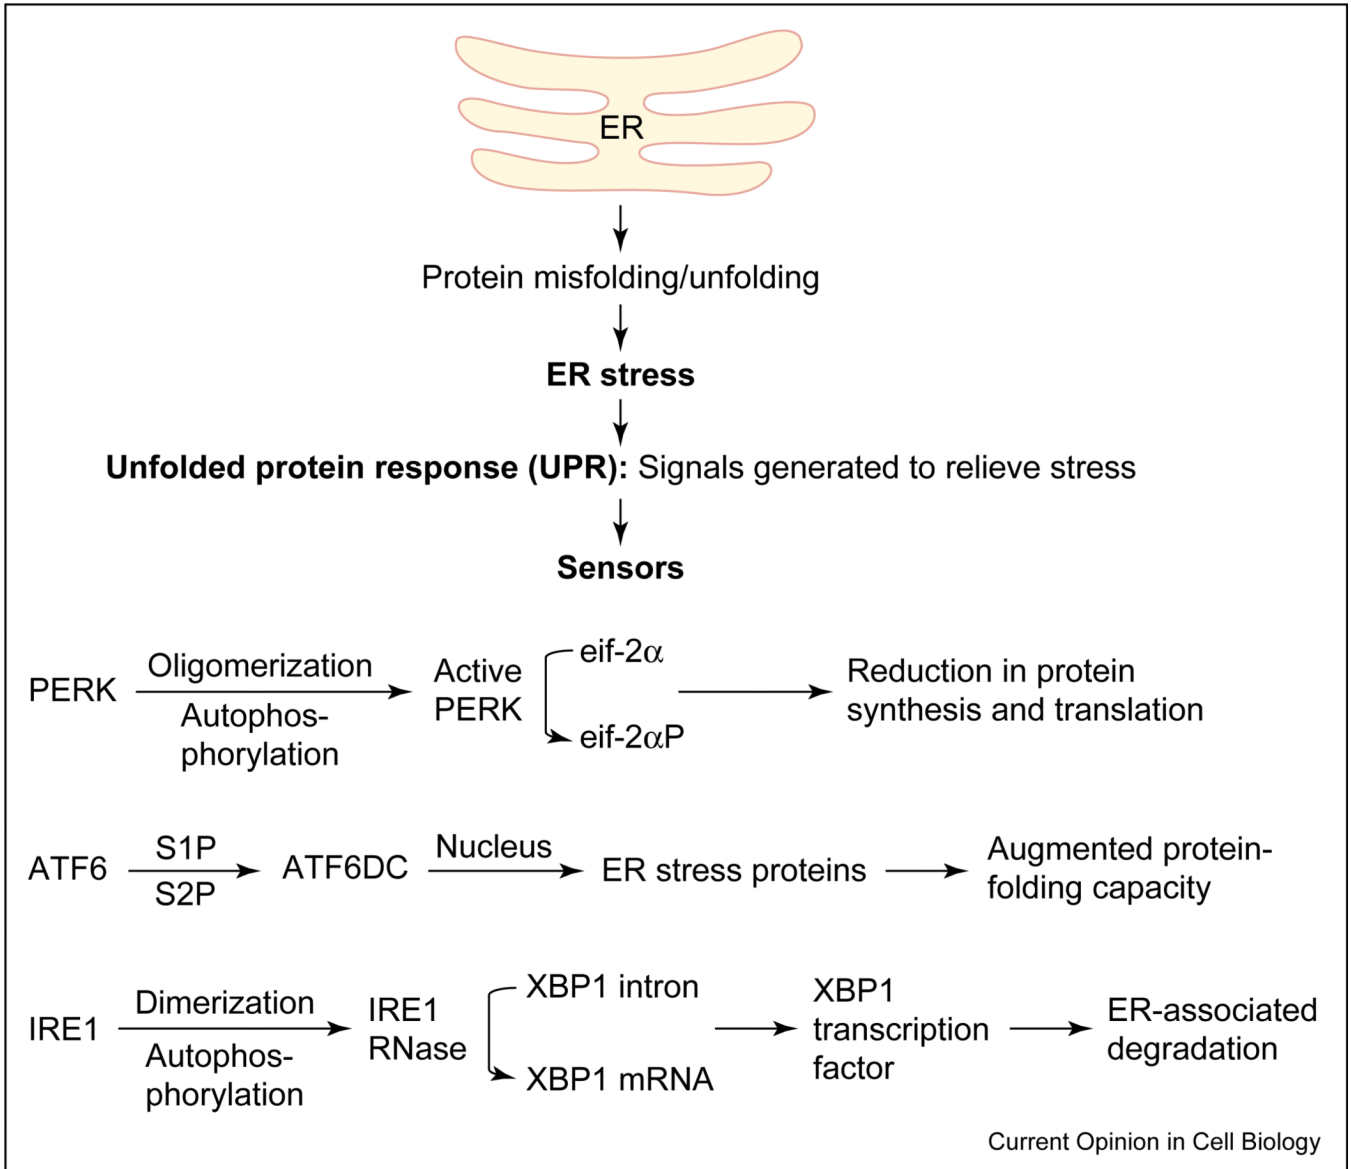 ER
Protein misfolding/unfolding
ER stress
Unfolded protein response (UPR): Signals generated to relieve stress
Sensors
PERK
Oligomerization
Autophos-
phorylation
Active
PERK
eif-2α
eif-2αP
Reduction in protein
synthesis and translation
ATF6
S1P
S2P
ATF6DC
Nucleus
ER stress proteins
Augmented protein-
folding capacity
IRE1
Dimerization
Autophos-
phorylation
IRE1
RNase
XBP1 intron
XBP1 mRNA
XBP1
transcription
factor
ER-associated
degradation
Current Opinion in Cell Biology